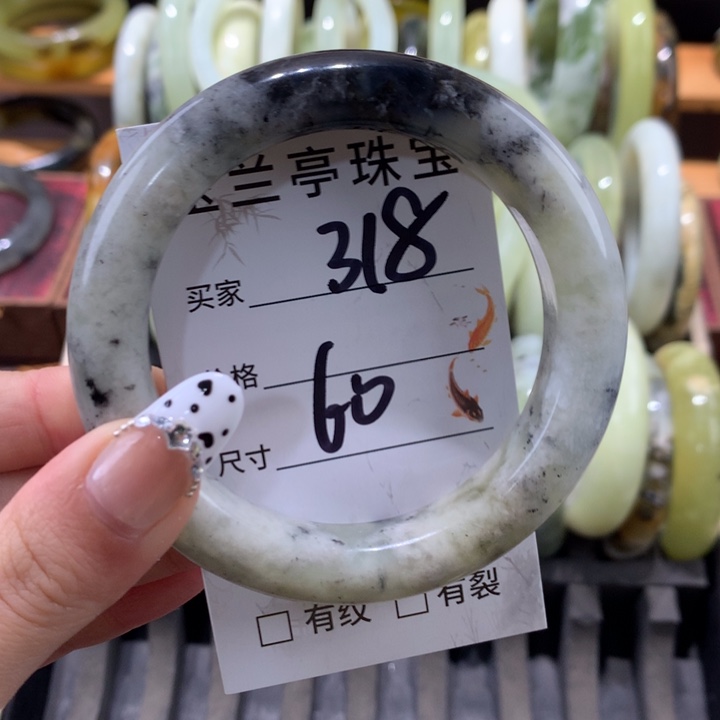 兰亭珠宝
买家 318
格
尺寸 60
□ 有纹 □ 有裂